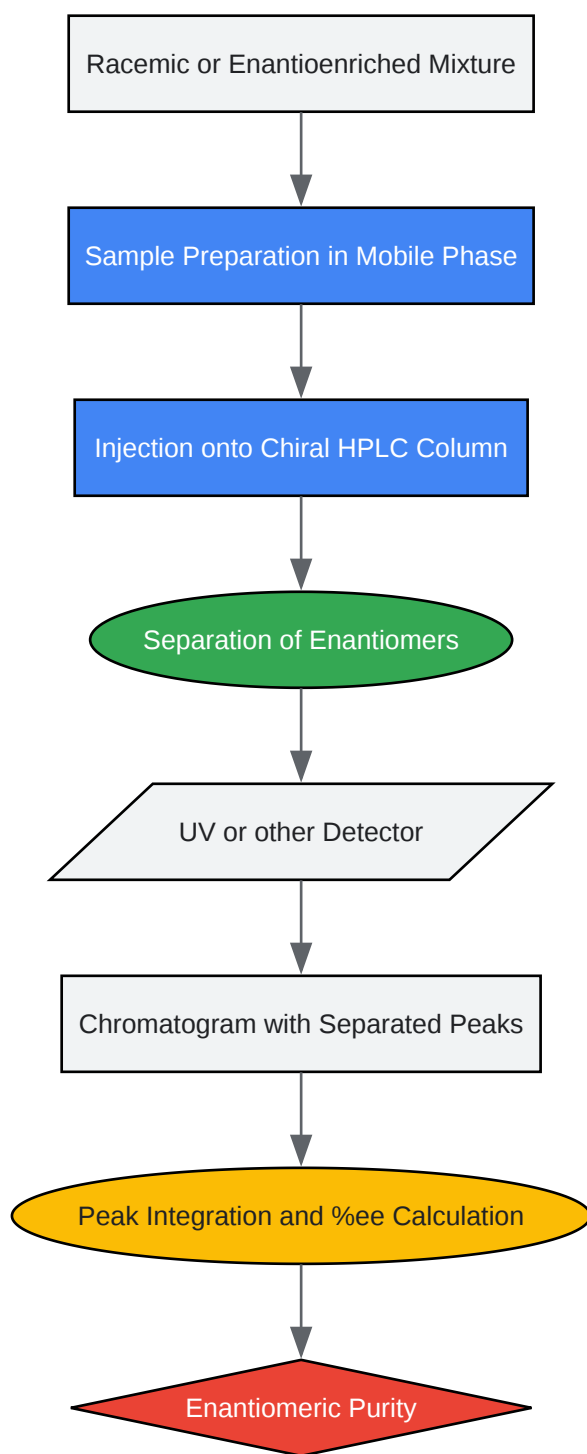 Racemic or Enantioenriched Mixture
Sample Preparation in Mobile Phase
Injection onto Chiral HPLC Column
Separation of Enantiomers
UV or other Detector
Chromatogram with Separated Peaks
Peak Integration and %ee Calculation
Enantiomeric Purity